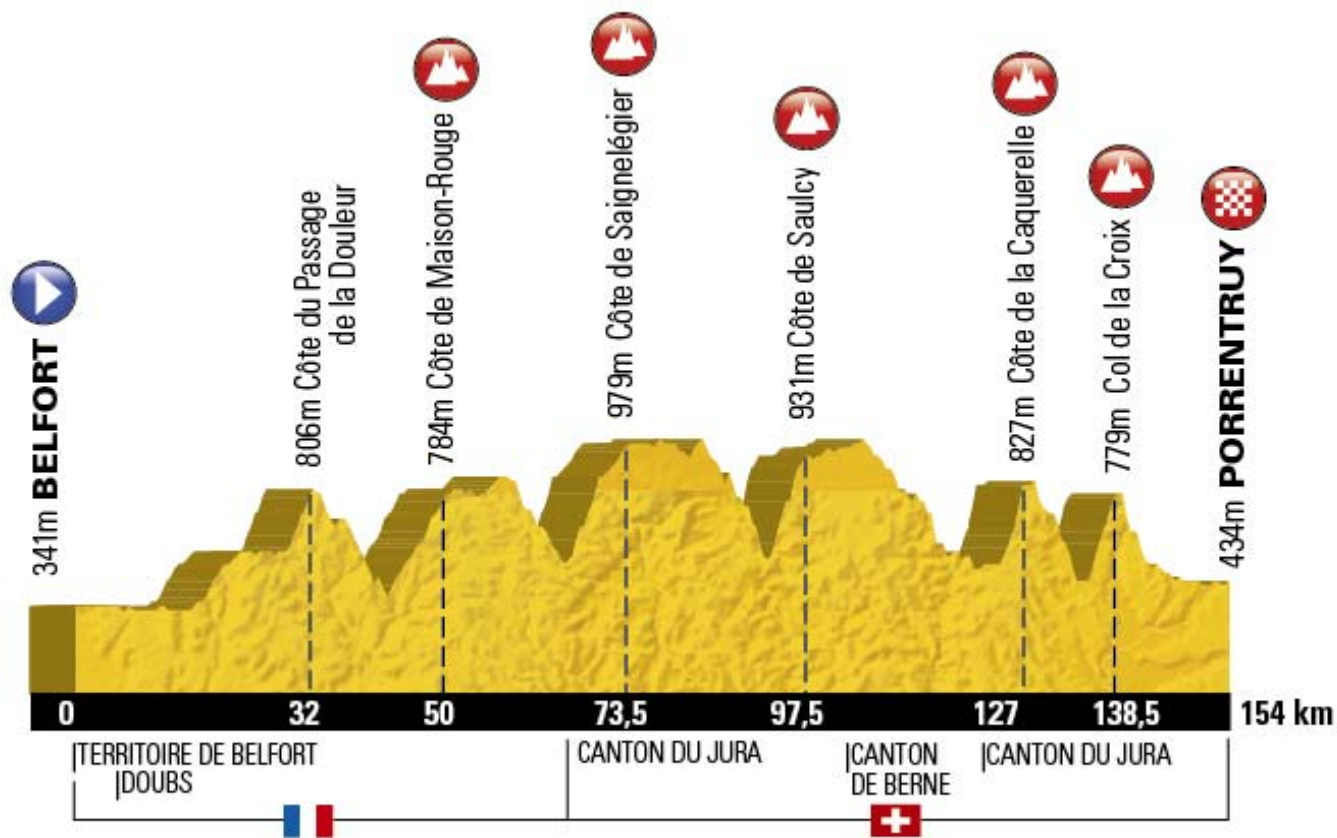 341m BELFORT
806m Côte du Passage
de la Douleur
784m Côte de Maison-Rouge
979m Côte de Saignelégier
931m Côte de Saulcy
827m Côte de la Caquerelle
779m Col de la Croix
434m PORRENTRUY
0 32 50 73,5 97,5 127 138,5 154 km
TERRITOIRE DE BELFORT
DOUBS
CANTON DU JURA
CANTON
DE BERNE
CANTON DU JURA